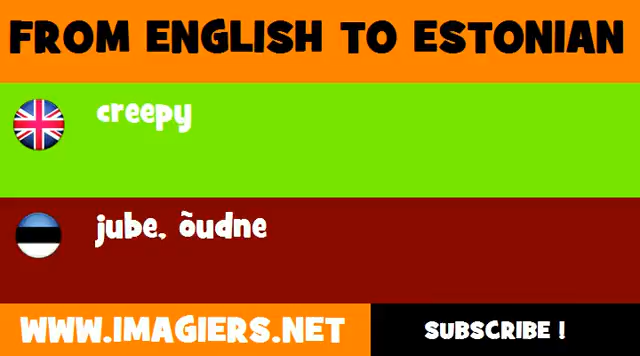 FROM ENGLISH TO ESTONIAN
creepy
jube, õudne
WWW.IMAGIERS.NET
SUBSCRIBE !